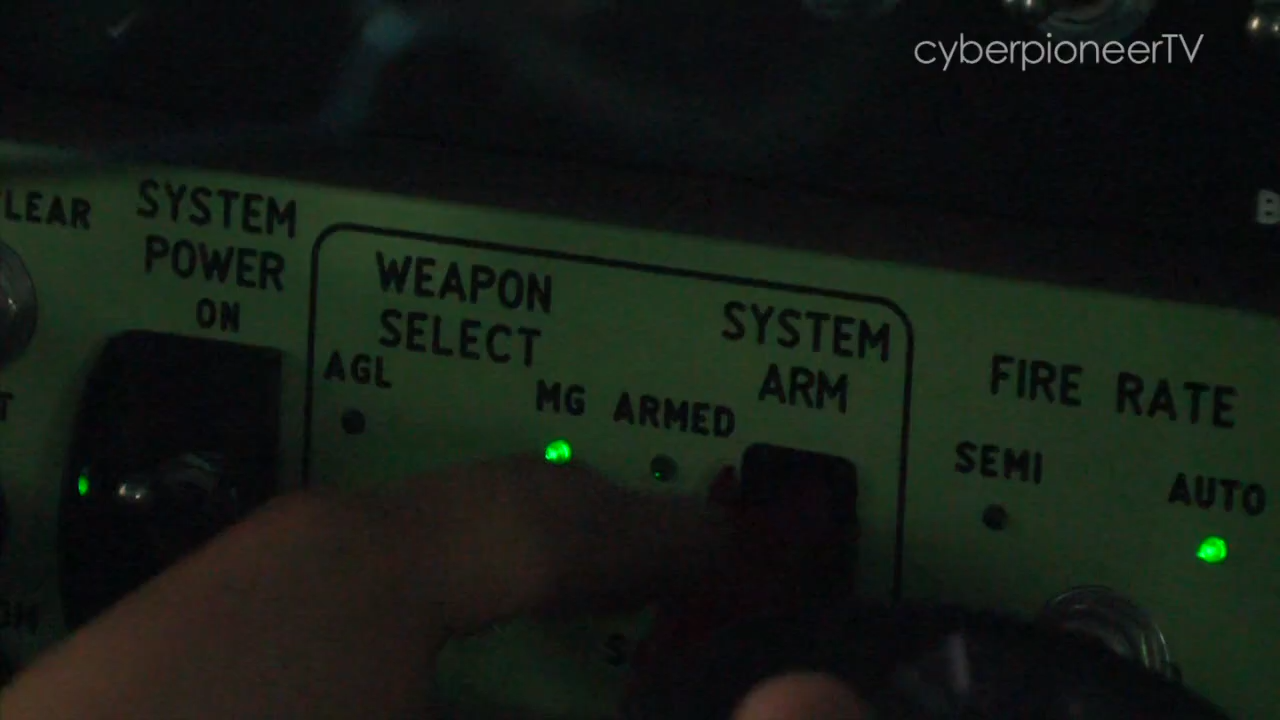 cyberpioneerTV
LEAR
SYSTEM
POWER
ON
WEAPON
SELECT
AGL
MG ARMED
SYSTEM
ARM
FIRE RATE
SEMI
AUTO